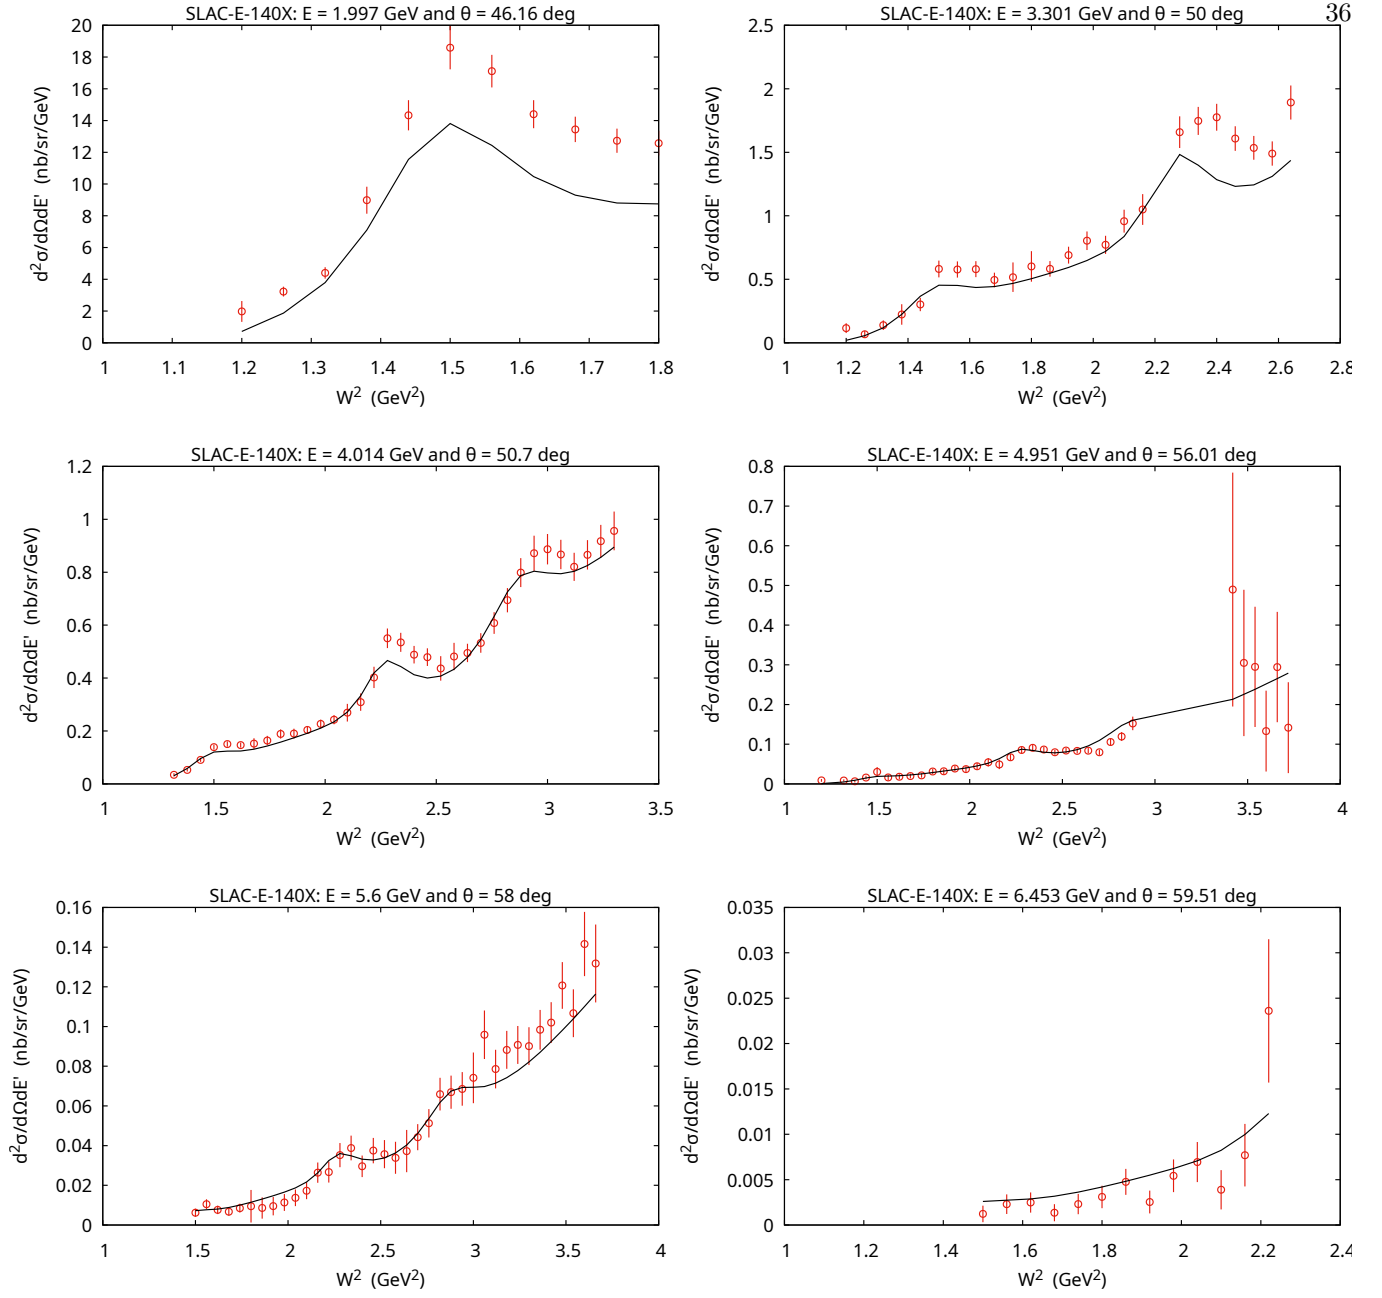 36
SLAC-E-140X: E = 1.997 GeV and θ = 46.16 deg
d²σ/dΩdE' (nb/sr/GeV)
20
18
16
14
12
10
8
6
4
2
0
1 1.1 1.2 1.3 1.4 1.5 1.6 1.7 1.8
W² (GeV²)
SLAC-E-140X: E = 3.301 GeV and θ = 50 deg
d²σ/dΩdE' (nb/sr/GeV)
2.5
2
1.5
1
0.5
0
1 1.2 1.4 1.6 1.8 2 2.2 2.4 2.6 2.8
W² (GeV²)
SLAC-E-140X: E = 4.014 GeV and θ = 50.7 deg
d²σ/dΩdE' (nb/sr/GeV)
1.2
1
0.8
0.6
0.4
0.2
0
1 1.5 2 2.5 3 3.5
W² (GeV²)
SLAC-E-140X: E = 4.951 GeV and θ = 56.01 deg
d²σ/dΩdE' (nb/sr/GeV)
0.8
0.7
0.6
0.5
0.4
0.3
0.2
0.1
0
1 1.5 2 2.5 3 3.5 4
W² (GeV²)
SLAC-E-140X: E = 5.6 GeV and θ = 58 deg
d²σ/dΩdE' (nb/sr/GeV)
0.16
0.14
0.12
0.1
0.08
0.06
0.04
0.02
0
1 1.5 2 2.5 3 3.5 4
W² (GeV²)
SLAC-E-140X: E = 6.453 GeV and θ = 59.51 deg
d²σ/dΩdE' (nb/sr/GeV)
0.035
0.03
0.025
0.02
0.015
0.01
0.005
0
1 1.2 1.4 1.6 1.8 2 2.2 2.4
W² (GeV²)